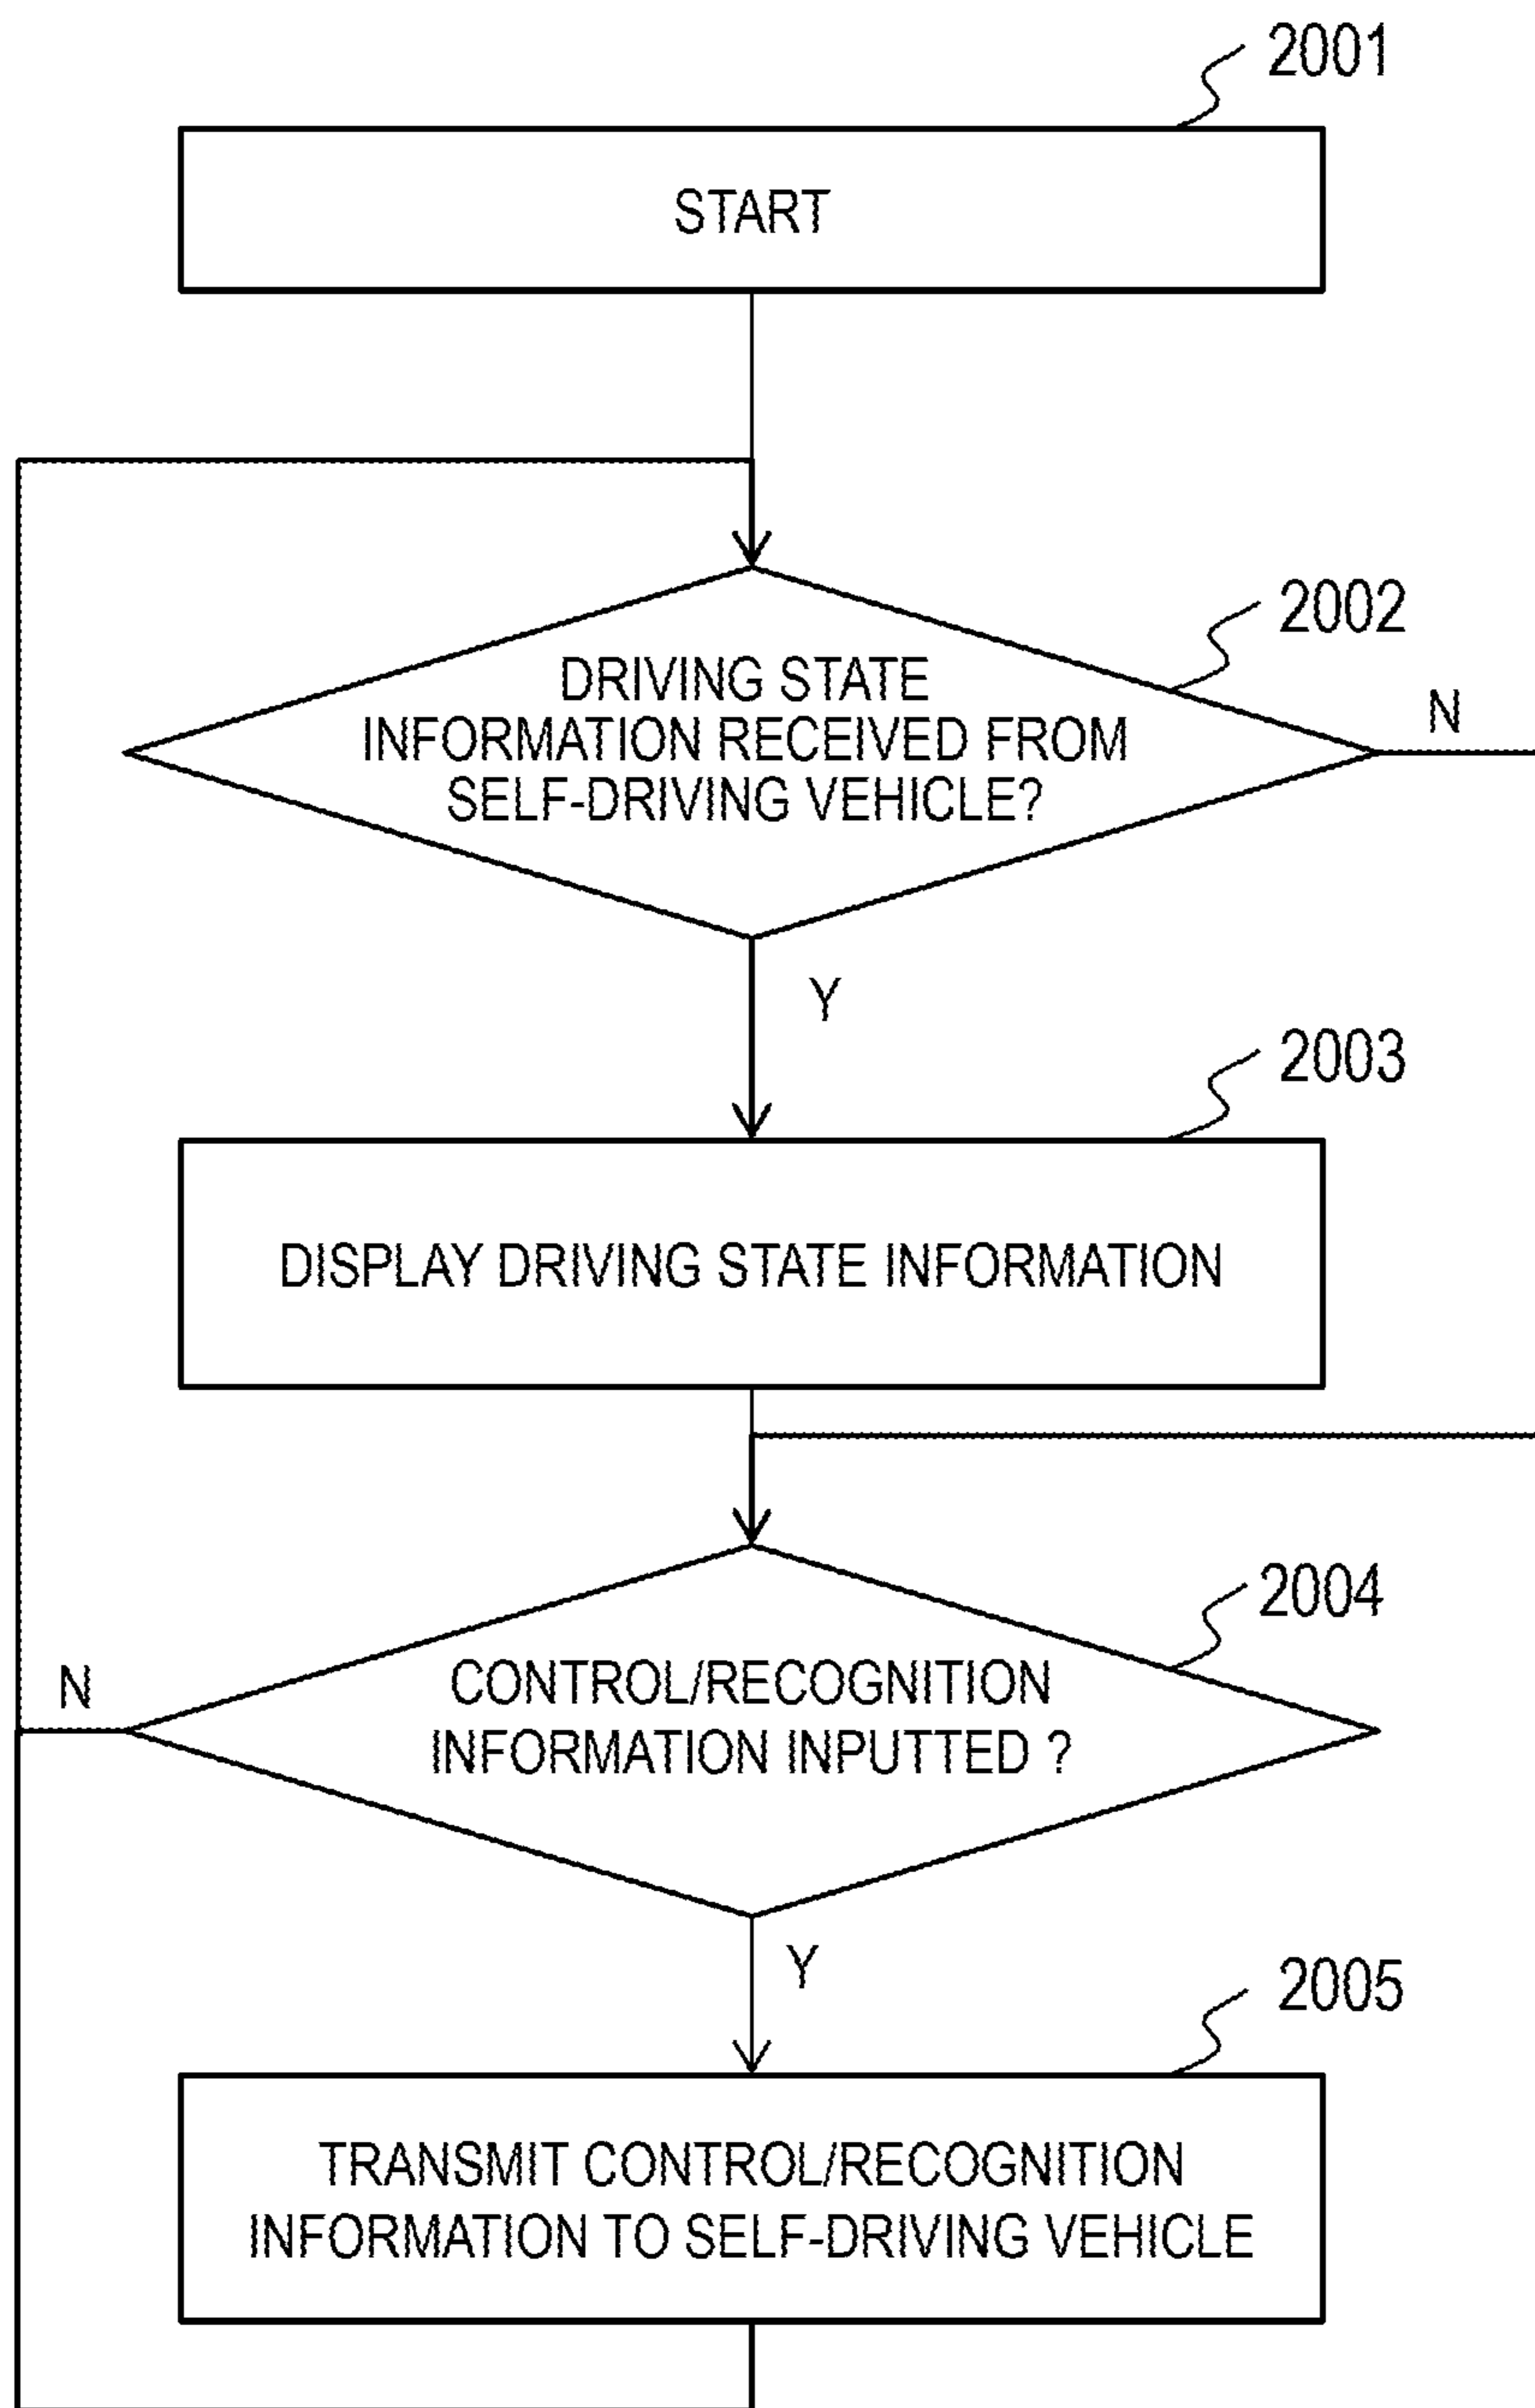 2001
START
2002
DRIVING STATE
INFORMATION RECEIVED FROM
SELF-DRIVING VEHICLE?
N
Y
2003
DISPLAY DRIVING STATE INFORMATION
2004
CONTROL/RECOGNITION
INFORMATION INPUTTED ?
N
Y
2005
TRANSMIT CONTROL/RECOGNITION
INFORMATION TO SELF-DRIVING VEHICLE